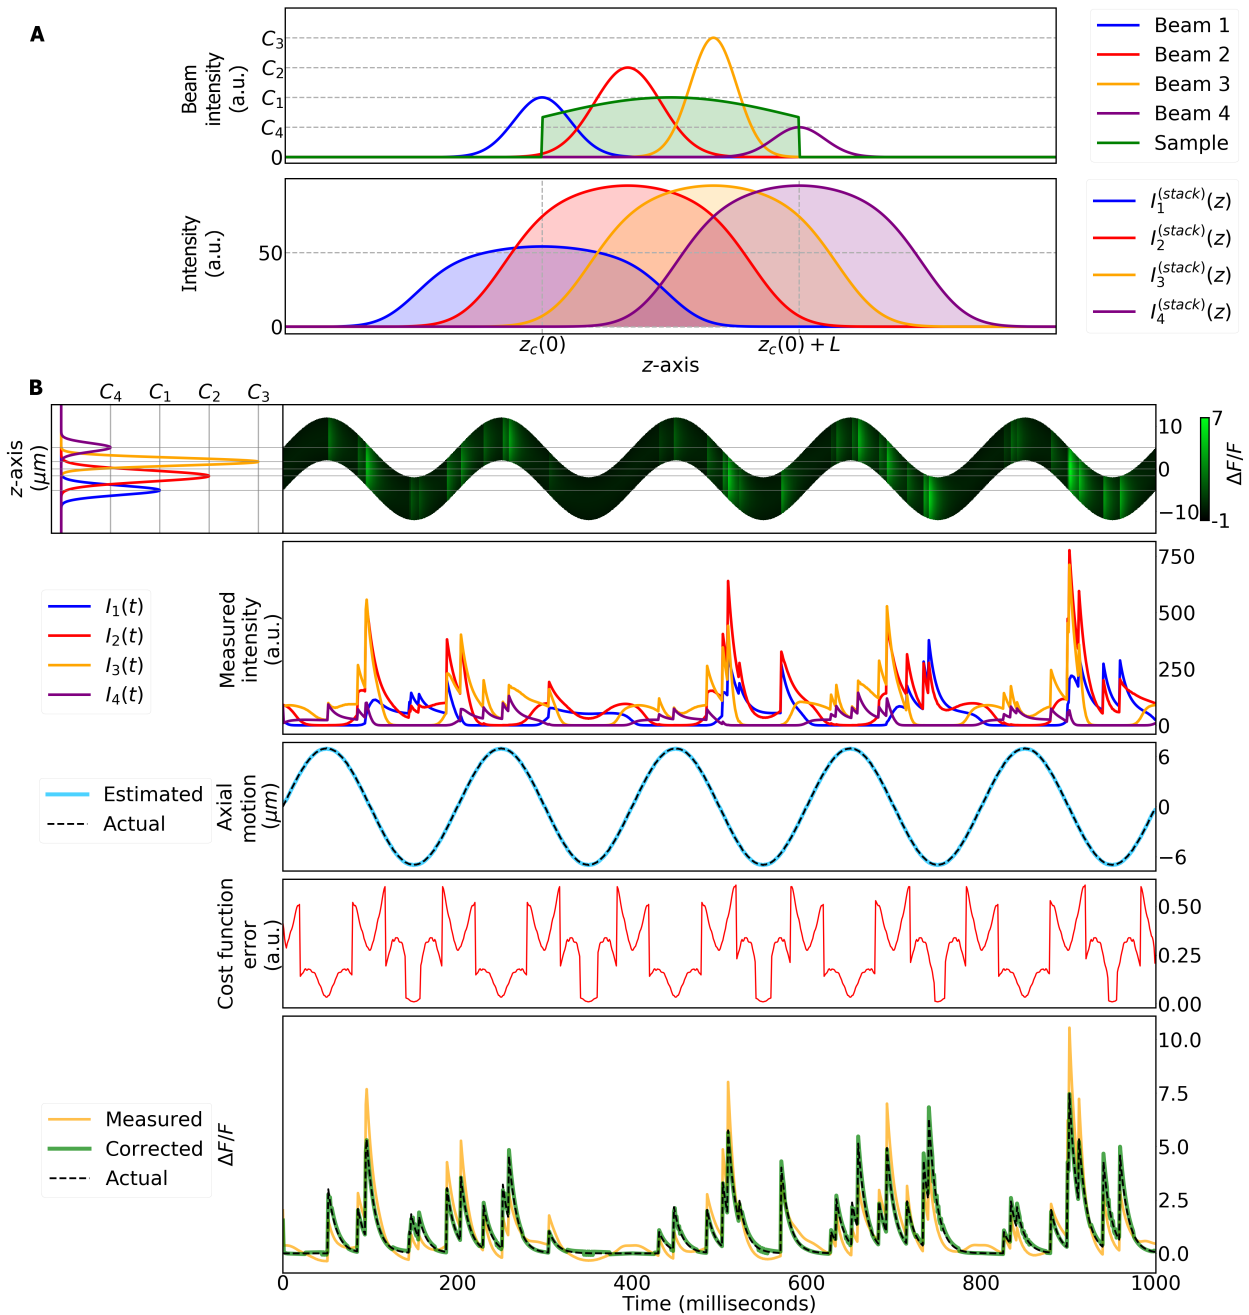 A
Beam
intensity
(a.u.)
C3
C2
C1
C4
0
Beam 1
Beam 2
Beam 3
Beam 4
Sample
Intensity
(a.u.)
50
0
zc(0)
zc(0) + L
z-axis
I1(stack)(z)
I2(stack)(z)
I3(stack)(z)
I4(stack)(z)
B
C4 C1 C2 C3
z-axis
(μm)
10
0
−10
7
-1
ΔF/F
I1(t)
I2(t)
I3(t)
I4(t)
Measured
intensity
(a.u.)
750
500
250
0
Estimated
Actual
Axial
motion
(μm)
6
0
−6
Cost function
error
(a.u.)
0.50
0.25
0.00
Measured
Corrected
Actual
ΔF/F
10.0
7.5
5.0
2.5
0.0
0 200 400 600 800 1000
Time (milliseconds)